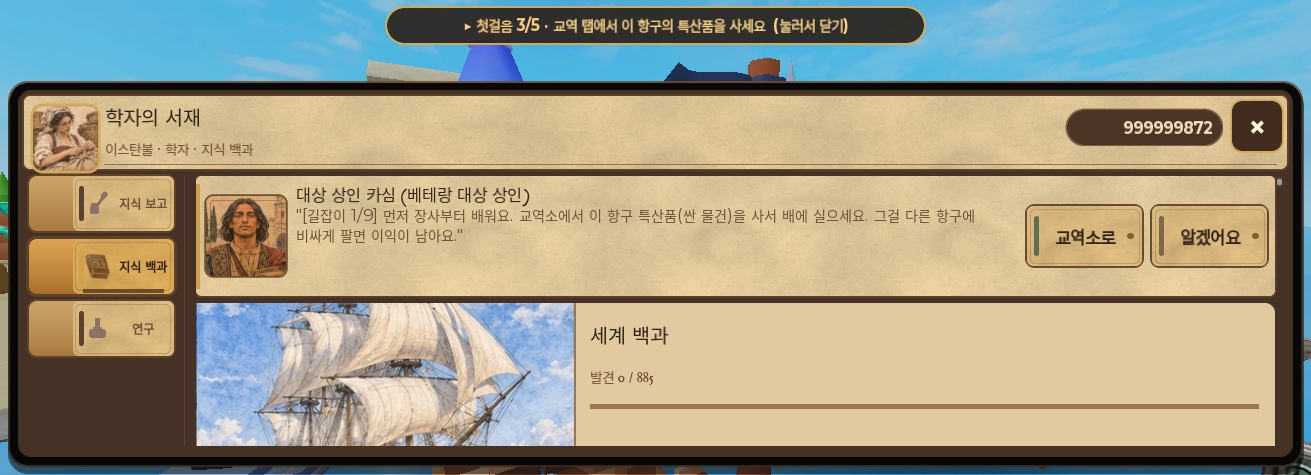 ▸ 첫걸음 3/5 · 교역 탭에서 이 항구의 특산품을 사세요 (눌러서 닫기)
학자의 서재
이스탄불 · 학자 · 지식 백과
999999872
×
지식 보고
지식 백과
연구
대상 상인 카심 (베테랑 대상 상인)
"[길잡이 1/9] 먼저 장사부터 배워요. 교역소에서 이 항구 특산품(싼 물건)을 사서 배에 실으세요. 그걸 다른 항구에
비싸게 팔면 이익이 남아요."
교역소로
알겠어요
세계 백과
발견 0 / 885